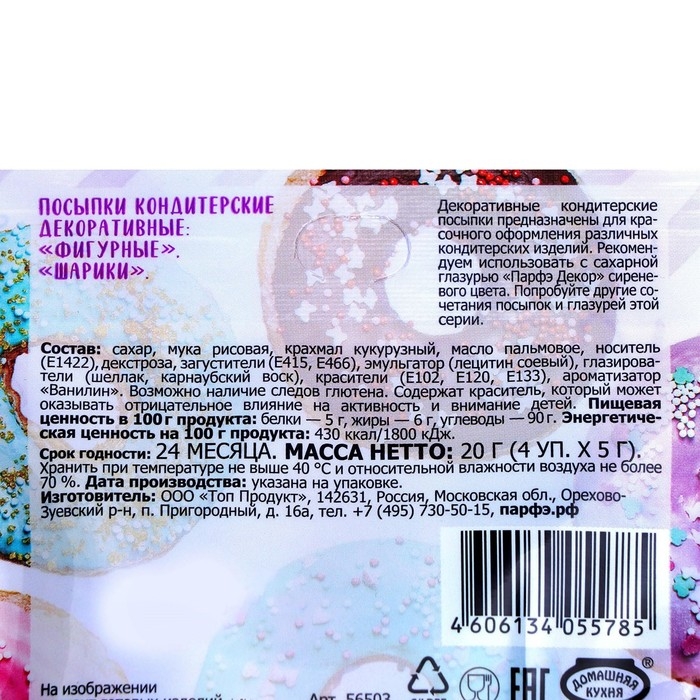 ПОСЫПКИ КОНДИТЕРСКИЕ
ДЕКОРАТИВНЫЕ:
«ФИГУРНЫЕ»,
«ШАРИКИ».
Декоративные кондитерские
посыпки предназначены для кра-
сочного оформления различных
кондитерских изделий. Рекомен-
дуем использовать с сахарной
глазурью «Парфэ Декор» сирене-
вого цвета. Попробуйте другие со-
четания посыпок и глазурей этой
серии.
Состав: сахар, мука рисовая, крахмал кукурузный, масло пальмовое, носитель
(Е1422), декстроза, загустители (Е415, Е466), эмульгатор (лецитин соевый), глазирова-
тели (шеллак, карнаубский воск), красители (Е102, Е120, Е133), ароматизатор
«Ванилин». Возможно наличие следов глютена. Содержат краситель, который может
оказывать отрицательное влияние на активность и внимание детей. Пищевая
ценность в 100 г продукта: белки — 5 г, жиры — 6 г, углеводы — 90 г. Энергетиче-
ская ценность на 100 г продукта: 430 ккал/1800 кДж.
Срок годности: 24 МЕСЯЦА. МАССА НЕТТО: 20 Г (4 УП. X 5 Г).
Хранить при температуре не выше 40 °С и относительной влажности воздуха не более
70 %. Дата производства: указана на упаковке.
Изготовитель: ООО «Топ Продукт», 142631, Россия, Московская обл., Орехово-
Зуевский р-н, п. Пригородный, д. 16а, тел. +7 (495) 730-50-15, парфэ.рф
4 606134 055785
На изображении
Арт. 56503
ЕАС
ДОМАШНЯЯ
КУХНЯ